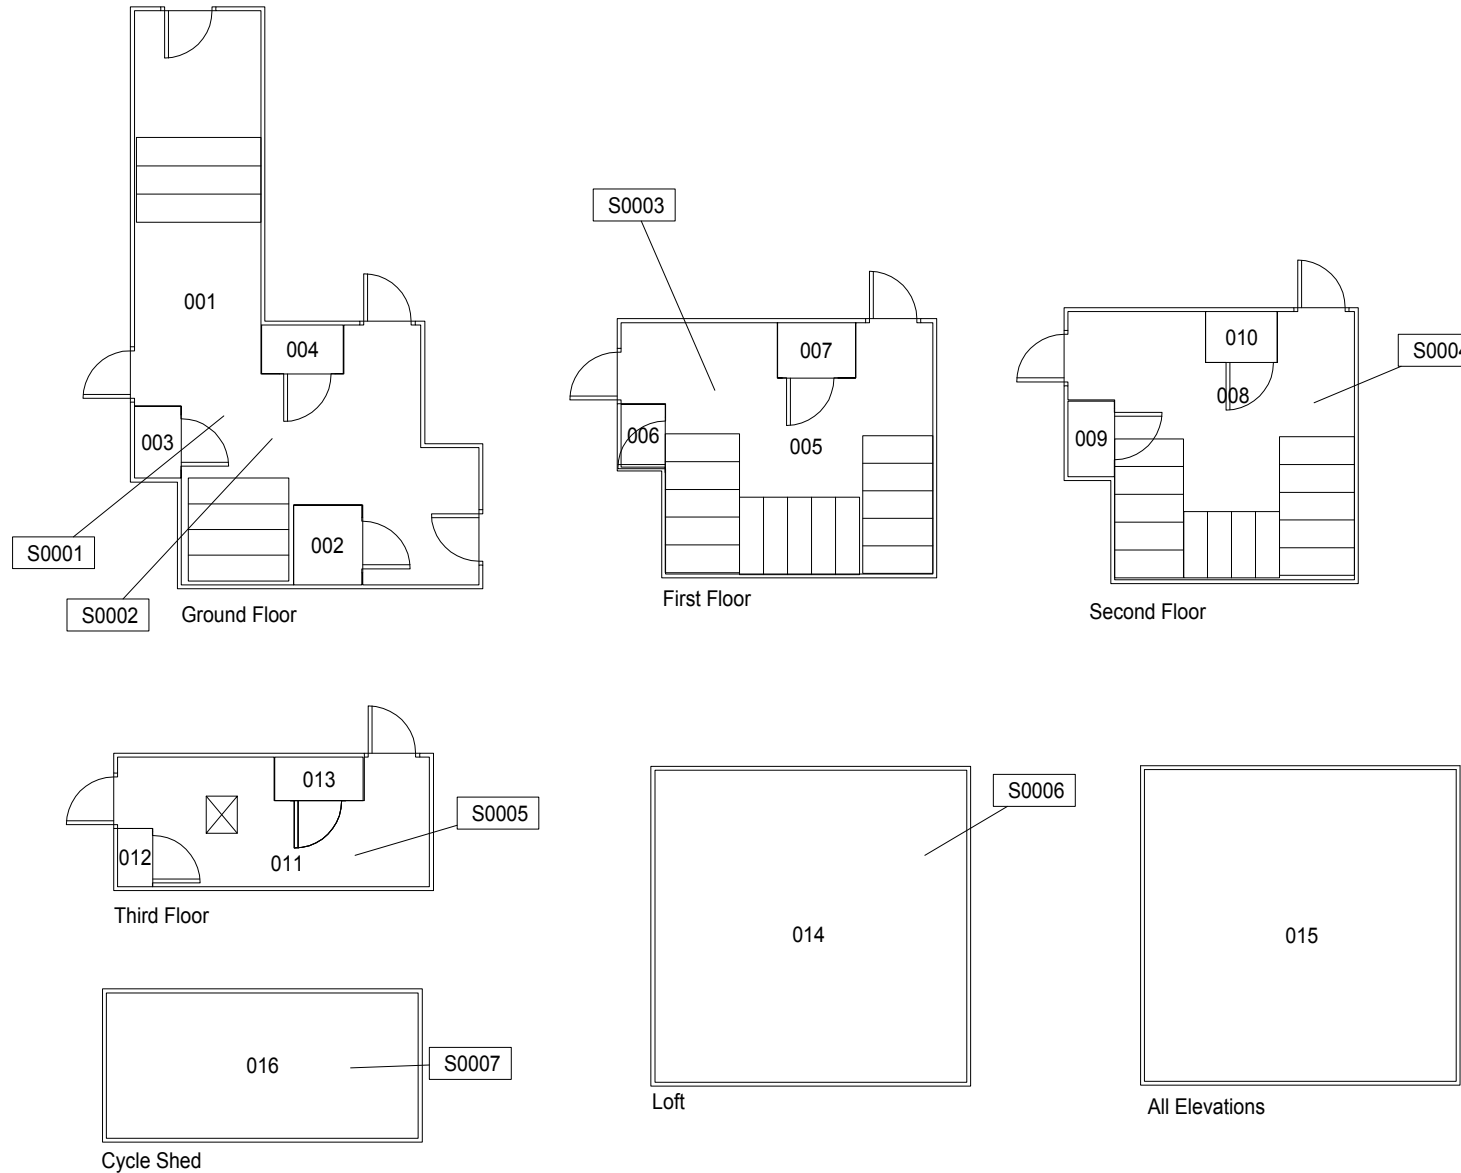 001
004
003
002
S0001
S0002
Ground Floor
S0003
007
006
005
First Floor
010
S0004
008
009
Second Floor
013
S0005
012
011
Third Floor
S0006
014
Loft
015
All Elevations
016
S0007
Cycle Shed